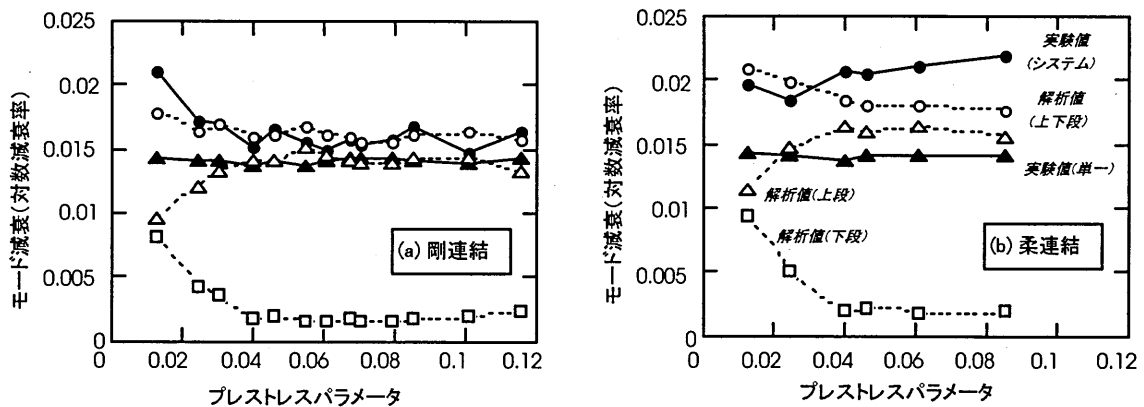 0.025
0.02
0.015
0.01
0.005
0
モード減衰(対数減衰率)
(a) 剛連結
0 0.02 0.04 0.06 0.08 0.1 0.12
プレストレスパラメータ
0.025
0.02
0.015
0.01
0.005
0
モード減衰(対数減衰率)
実験値
(システム)
解析値
(上下段)
実験値(単一)
解析値(上段)
解析値(下段)
(b) 柔連結
0 0.02 0.04 0.06 0.08 0.1 0.12
プレストレスパラメータ